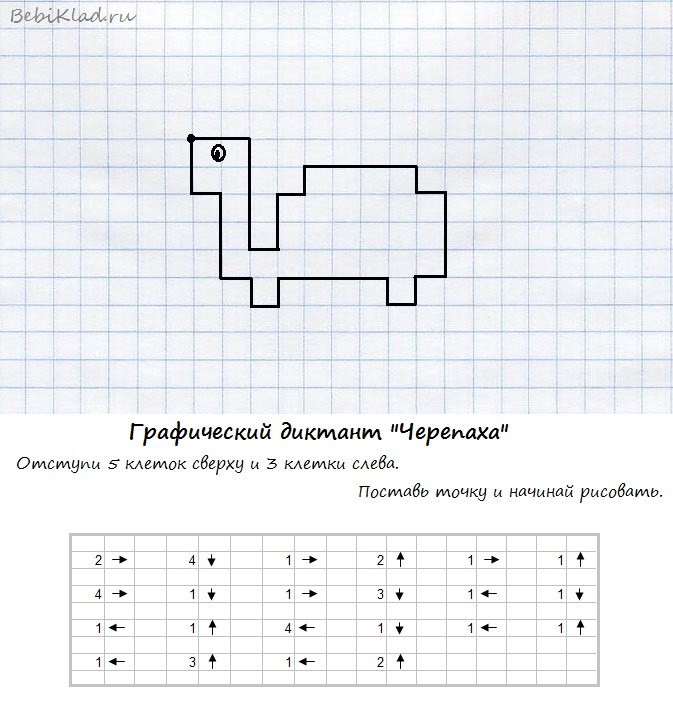 BebiKlad.ru
Графический диктант "Черепаха"
Отступи 5 клеток сверху и 3 клетки слева.
Поставь точку и начинай рисовать.
2 → 4 ↓ 1 → 2 ↑ 1 → 1 ↑
4 → 1 ↓ 1 → 3 ↓ 1 ← 1 ↓
1 ← 1 ↑ 4 ← 1 ↓ 1 ← 1 ↑
1 ← 3 ↑ 1 ← 2 ↑